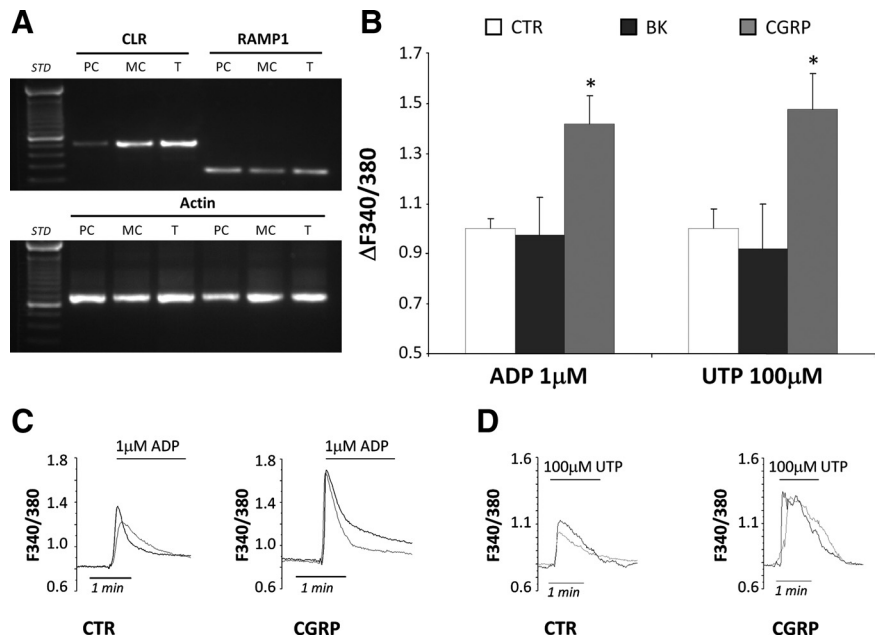 A
CLR RAMP1
STD PC MC T PC MC T
Actin
STD PC MC T PC MC T
B
CTR BK CGRP
ΔF340/380
1.7
1.5
1.3
1.1
0.9
0.7
0.5
* *
ADP 1µM UTP 100µM
C
1µM ADP
F340/380
1.8
1.4
1.0
0.6
1 min
CTR
1µM ADP
F340/380
1.8
1.4
1.0
0.6
1 min
CGRP
D
100µM UTP
F340/380
1.6
1.1
0.6
1 min
CTR
100µM UTP
F340/380
1.6
1.1
0.6
1 min
CGRP